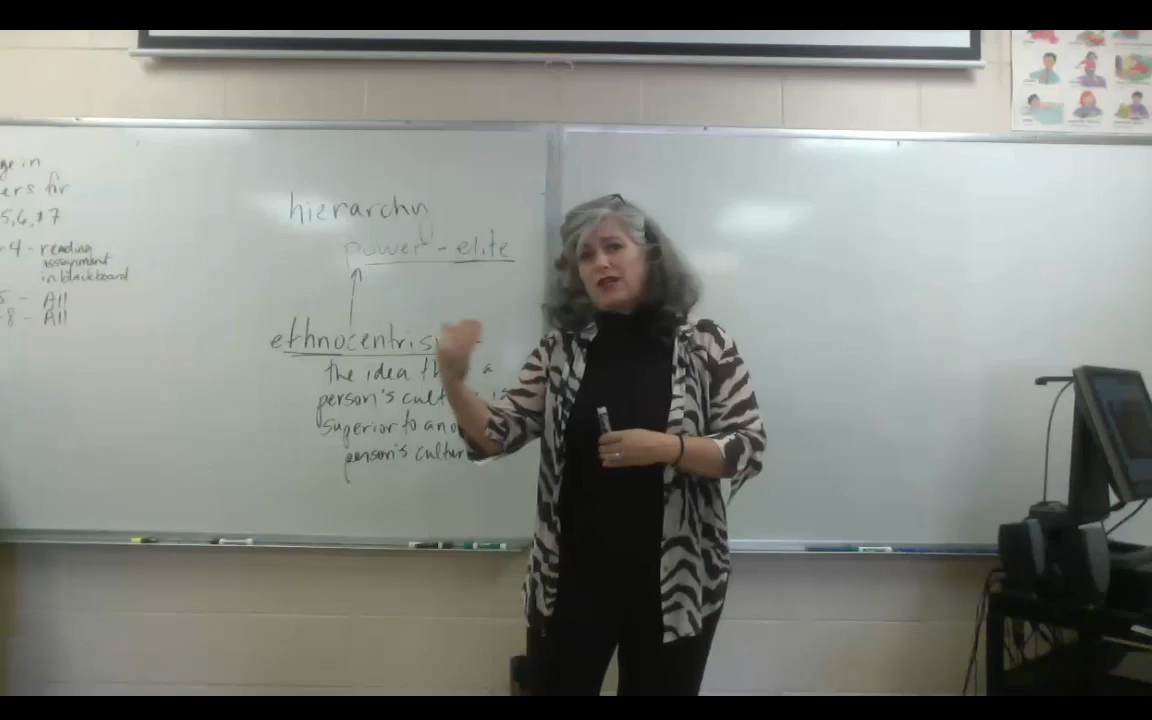 ge in
ers for
5,6,&7
4 - reading
assignment
in blackboard
5 - All
8 - All
hierarchy
power - elite
ethnocentris
the idea th a
person's cult is
superior to ano
person's cultur